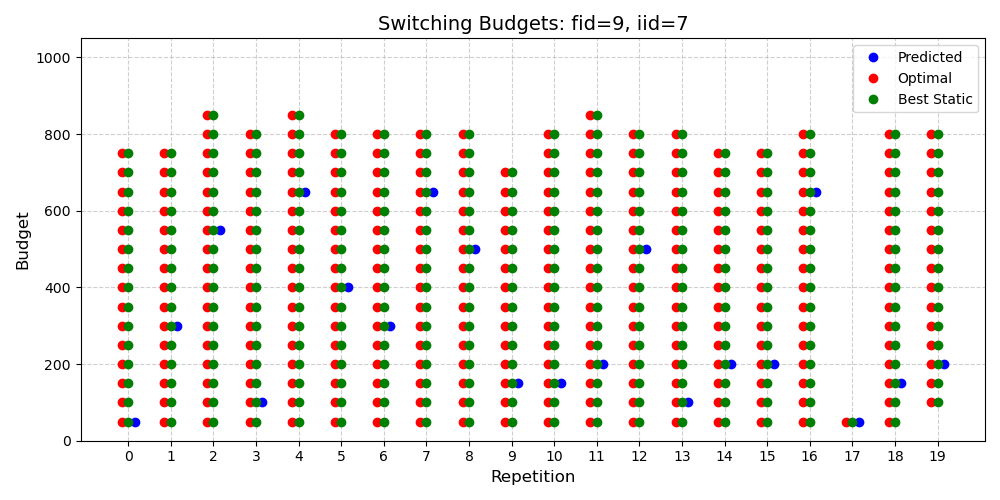 Switching Budgets: fid=9, iid=7
Predicted
Optimal
Best Static
1000
800
600
400
200
0
Budget
0 1 2 3 4 5 6 7 8 9 10 11 12 13 14 15 16 17 18 19
Repetition